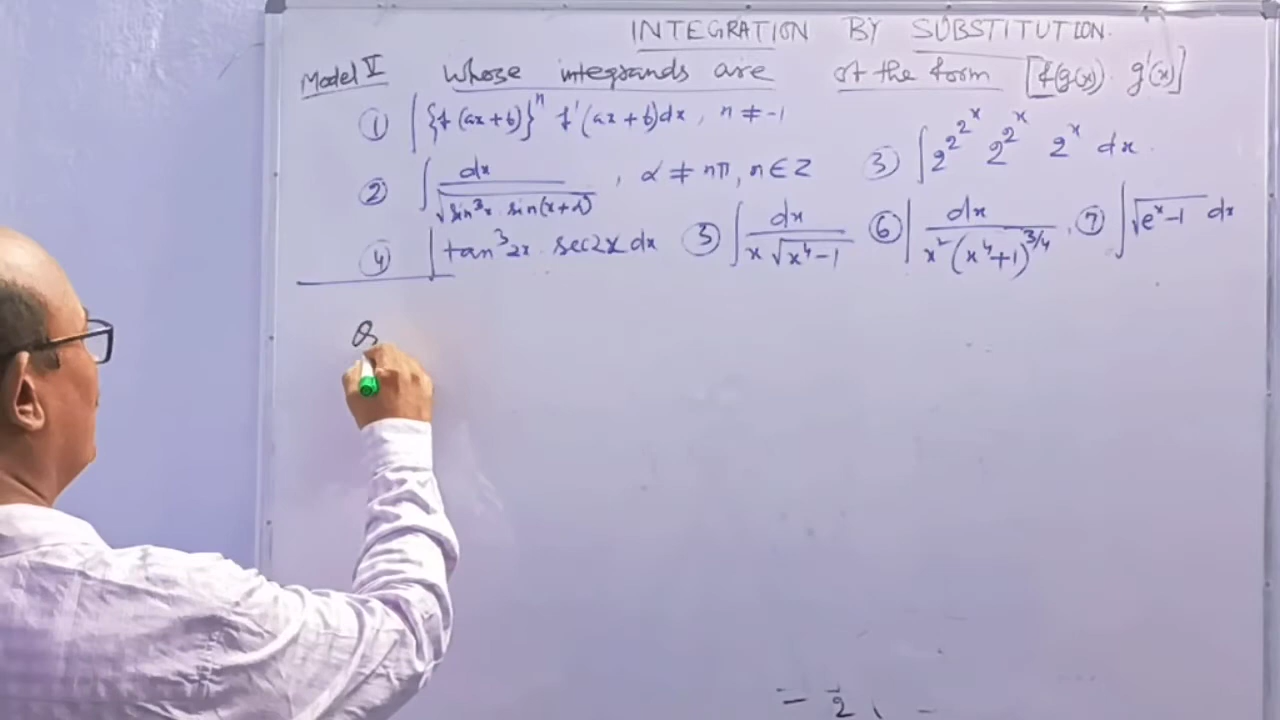 INTEGRATION BY SUBSTITUTION.
Model V whose integrands are of the form [f(g(x)) g'(x)]
① ∫{f(ax+b)}ⁿ f'(ax+b)dx, n ≠ -1
② ∫ dx / √(sin³x . sin(x+α)) , α ≠ nπ, n ∈ Z ③ ∫ 2^(2^(2^x)) 2^(2^x) 2^x dx.
④ ∫ tan³2x . sec2x dx ⑤ ∫ dx / (x √(x⁴-1)) ⑥ ∫ dx / (x²(x⁴+1)^(3/4)) . ⑦ ∫ √(eˣ-1) dx